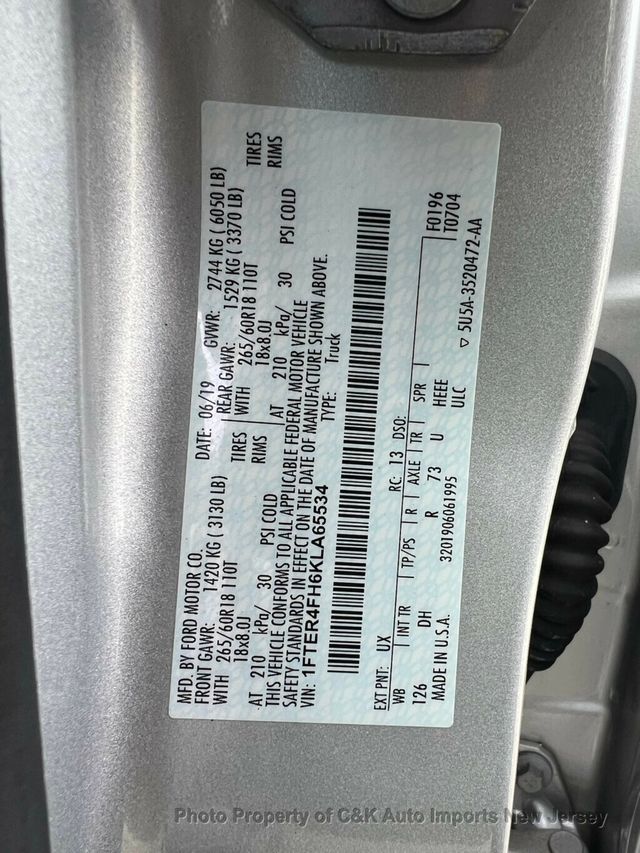 MFD. BY FORD MOTOR CO.
DATE: 06/19 GVWR: 2744 KG ( 6050 LB)
FRONT GAWR: 1420 KG ( 3130 LB) REAR GAWR: 1529 KG ( 3370 LB)
WITH 265/60R18 110T TIRES WITH 265/60R18 110T TIRES
18x8.0J RIMS 18x8.0J RIMS
AT 210 kPa/ 30 PSI COLD AT 210 kPa/ 30 PSI COLD
THIS VEHICLE CONFORMS TO ALL APPLICABLE FEDERAL MOTOR VEHICLE
SAFETY STANDARDS IN EFFECT ON THE DATE OF MANUFACTURE SHOWN ABOVE.
VIN: 1FTER4FH6KLA65534 TYPE: Truck
EXT PNT: UX RC: 13 DSO:
WB INT TR TP/PS R AXLE TR SPR F0196
126 DH R 73 U HEEE T0704
MADE IN U.S.A. 3201906061995 ULC
▽ 5U5A-3520472-AA
Photo Property of C&K Auto Imports New Jersey